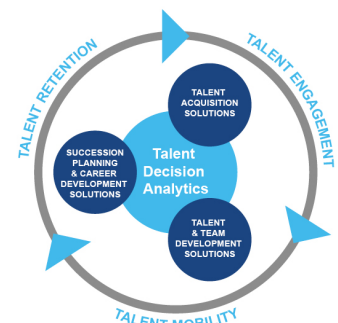 TALENT RETENTION
TALENT ENGAGEMENT
TALENT
ACQUISITION
SOLUTIONS
SUCCESSION
PLANNING
& CAREER
DEVELOPMENT
SOLUTIONS
Talent
Decision
Analytics
TALENT
& TEAM
DEVELOPMENT
SOLUTIONS
TALENT MOBILITY